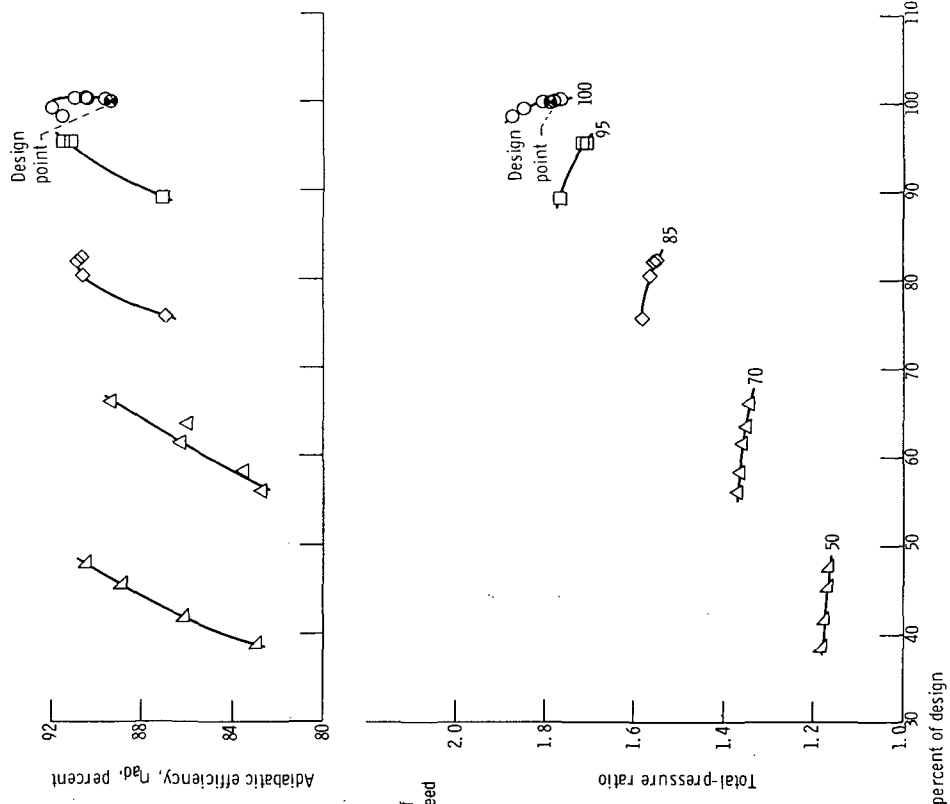 Design
point
92
88
84
80
Adiabatic efficiency, ηad, percent
Design
point
100
95
85
70
50
2.0
1.8
1.6
1.4
1.2
1.0
Total-pressure ratio
30
40
50
60
70
80
90
100
110
percent of design
f
eed